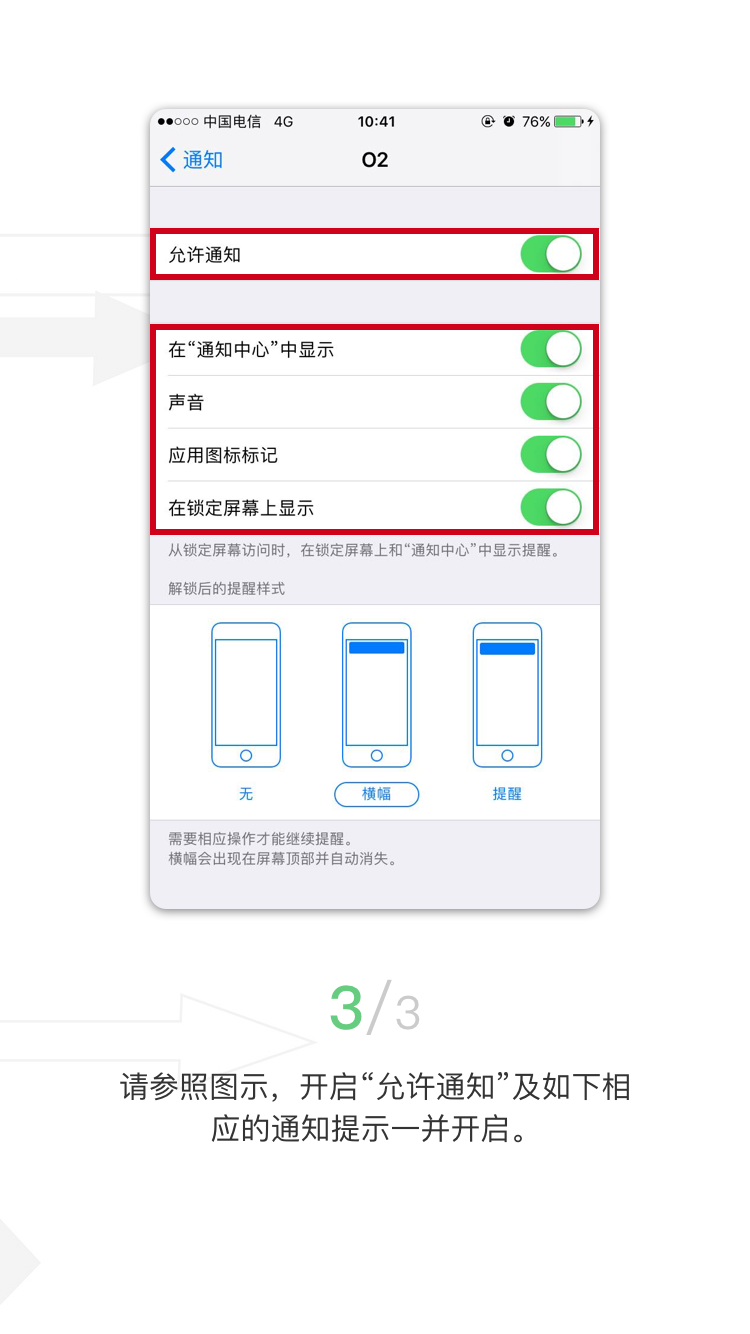 中国电信 4G 10:41 76%
通知 O2
允许通知
在“通知中心”中显示
声音
应用图标标记
在锁定屏幕上显示
从锁定屏幕访问时，在锁定屏幕上和“通知中心”中显示提醒。
解锁后的提醒样式
无 横幅 提醒
需要相应操作才能继续提醒。
横幅会出现在屏幕顶部并自动消失。
3/3
请参照图示，开启“允许通知”及如下相
应的通知提示一并开启。